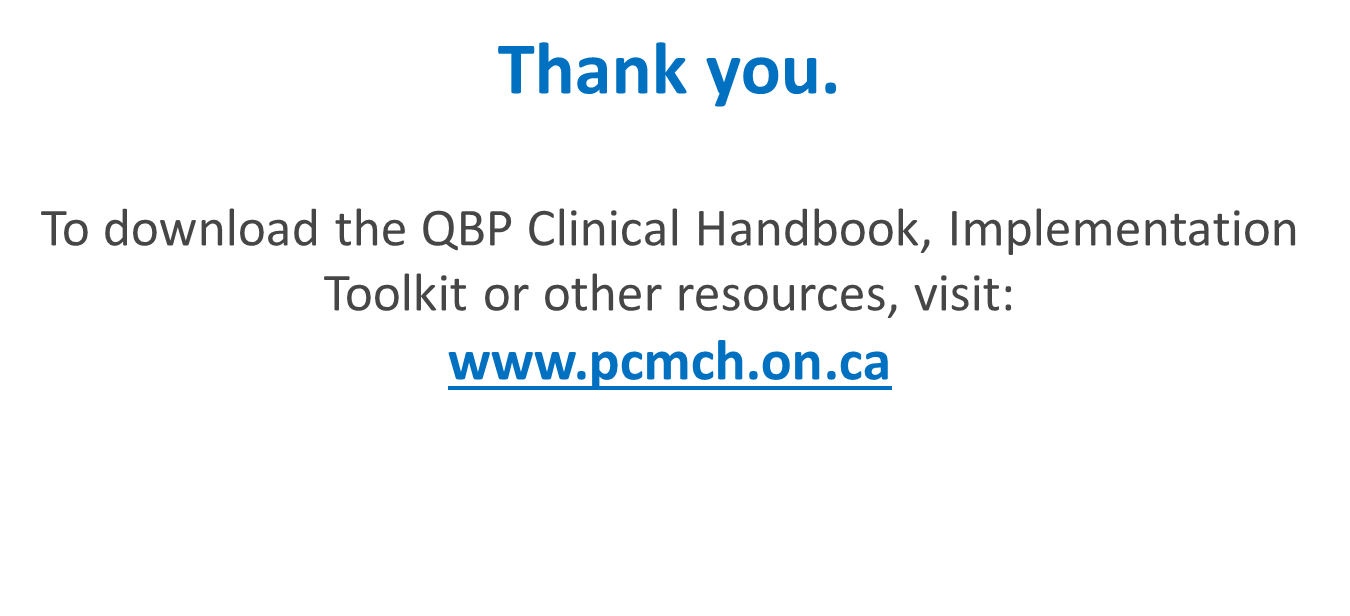 Thank you.
To download the QBP Clinical Handbook, Implementation
Toolkit or other resources, visit:
www.pcmch.on.ca